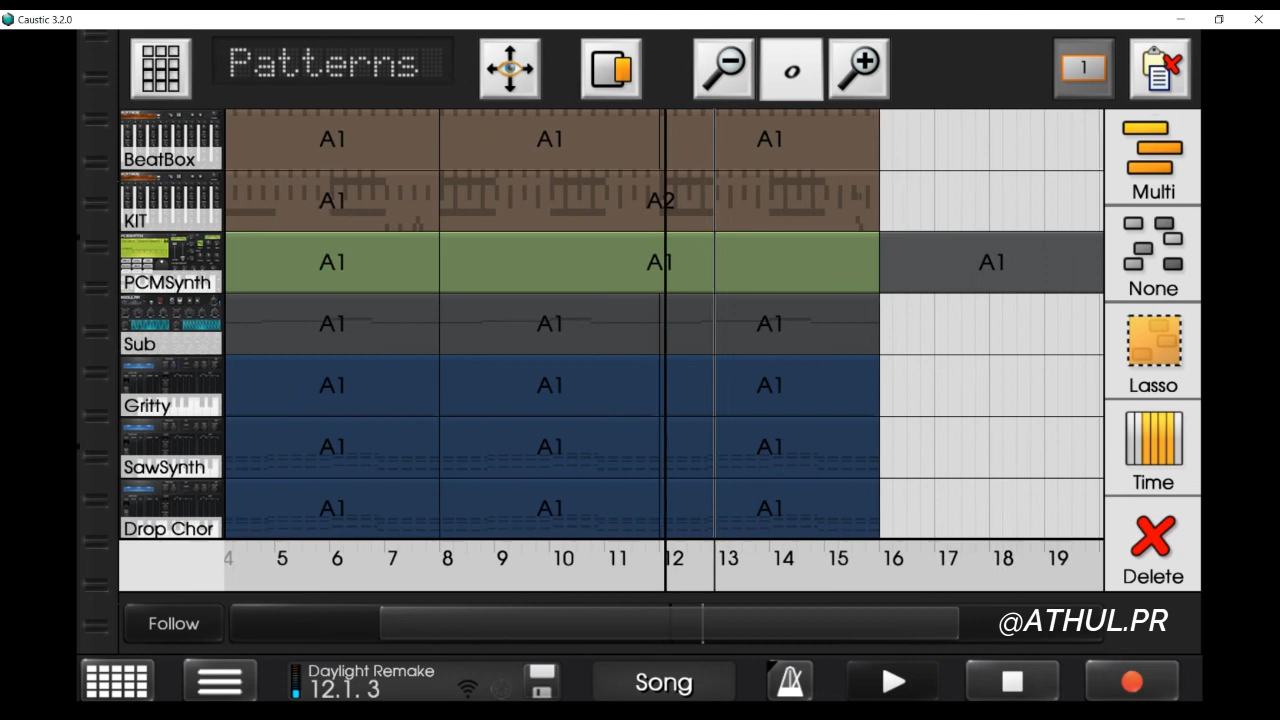 Caustic 3.2.0
Patterns
o
1
BeatBox
A1
A1
A1
KIT
A1
A2
PCMSynth
A1
A1
A1
Sub
A1
A1
A1
Gritty
A1
A1
A1
SawSynth
A1
A1
A1
Drop Chor
A1
A1
A1
4 5 6 7 8 9 10 11 12 13 14 15 16 17 18 19
Multi
None
Lasso
Time
Delete
Follow
@ATHUL.PR
Daylight Remake
12.1. 3
Song